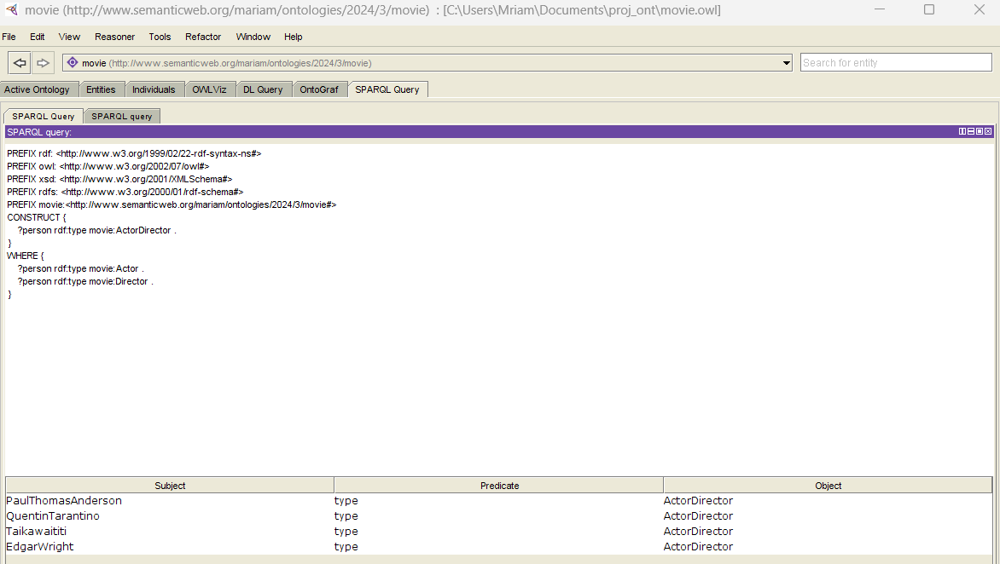 movie (http://www.semanticweb.org/mariam/ontologies/2024/3/movie) : [C:\Users\Mriam\Documents\proj_ont\movie.owl]
File Edit View Reasoner Tools Refactor Window Help
movie (http://www.semanticweb.org/mariam/ontologies/2024/3/movie) Search for entity
Active Ontology Entities Individuals OWLViz DL Query OntoGraf SPARQL Query
SPARQL Query SPARQL query
SPARQL query:
PREFIX rdf: <http://www.w3.org/1999/02/22-rdf-syntax-ns#>
PREFIX owl: <http://www.w3.org/2002/07/owl#>
PREFIX xsd: <http://www.w3.org/2001/XMLSchema#>
PREFIX rdfs: <http://www.w3.org/2000/01/rdf-schema#>
PREFIX movie:<http://www.semanticweb.org/mariam/ontologies/2024/3/movie#>
CONSTRUCT {
?person rdf:type movie:ActorDirector .
}
WHERE {
?person rdf:type movie:Actor .
?person rdf:type movie:Director .
}
Subject Predicate Object
PaulThomasAnderson type ActorDirector
QuentinTarantino type ActorDirector
Taikawaititi type ActorDirector
EdgarWright type ActorDirector